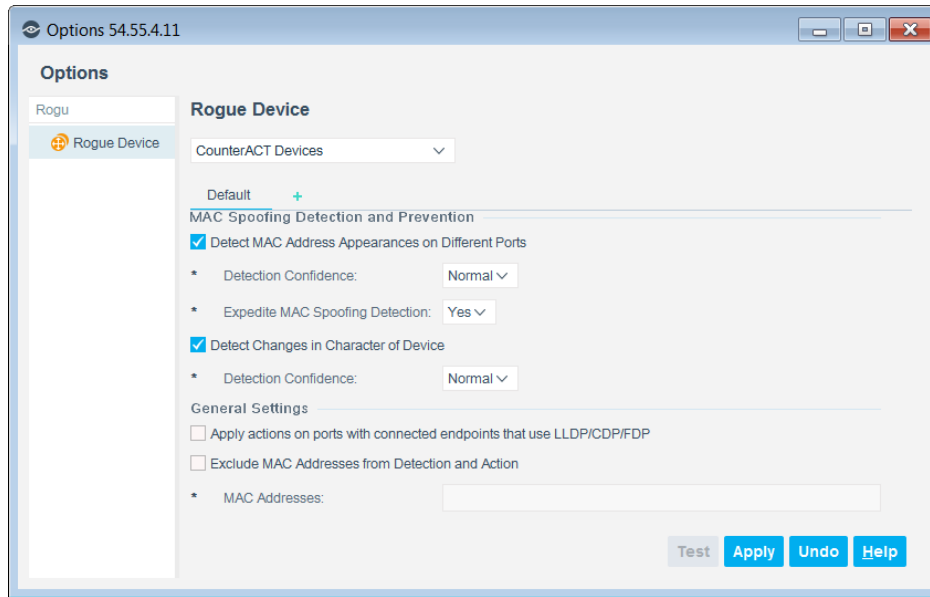 Options 54.55.4.11
Options
Rogu
Rogue Device
Rogue Device
CounterACT Devices
Default +
MAC Spoofing Detection and Prevention
Detect MAC Address Appearances on Different Ports
* Detection Confidence: Normal
* Expedite MAC Spoofing Detection: Yes
Detect Changes in Character of Device
* Detection Confidence: Normal
General Settings
Apply actions on ports with connected endpoints that use LLDP/CDP/FDP
Exclude MAC Addresses from Detection and Action
* MAC Addresses:
Test Apply Undo Help